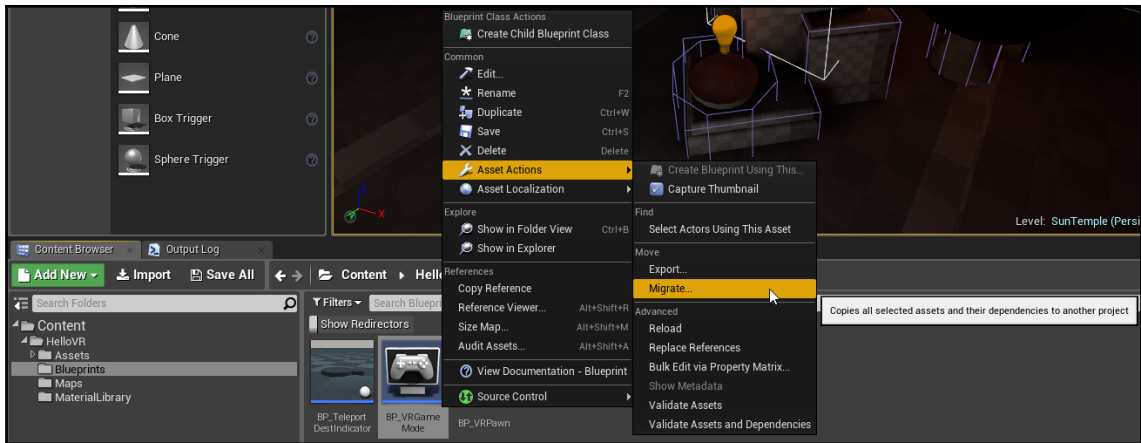 Cone
Plane
Box Trigger
Sphere Trigger
Z
X
Blueprint Class Actions
Create Child Blueprint Class
Common
Edit...
Rename F2
Duplicate Ctrl+W
Save Ctrl+S
Delete Delete
Asset Actions
Asset Localization
Explore
Show in Folder View Ctrl+B
Show in Explorer
References
Copy Reference
Reference Viewer... Alt+Shift+R
Size Map... Alt+Shift+M
Audit Assets... Alt+Shift+A
View Documentation - Blueprint
Source Control
Create Blueprint Using This...
Capture Thumbnail
Find
Select Actors Using This Asset
Move
Export...
Migrate...
Advanced
Reload
Replace References
Bulk Edit via Property Matrix...
Show Metadata
Validate Assets
Validate Assets and Dependencies
Copies all selected assets and their dependencies to another project
Level: SunTemple (Persi
Content Browser
Output Log
Add New
Import
Save All
Content
Hell
Search Folders
Content
HelloVR
Assets
Blueprints
Maps
MaterialLibrary
Filters
Search Bluepri
Show Redirectors
BP_Teleport
DestIndicator
BP_VRGame
Mode
BP_VRPawn